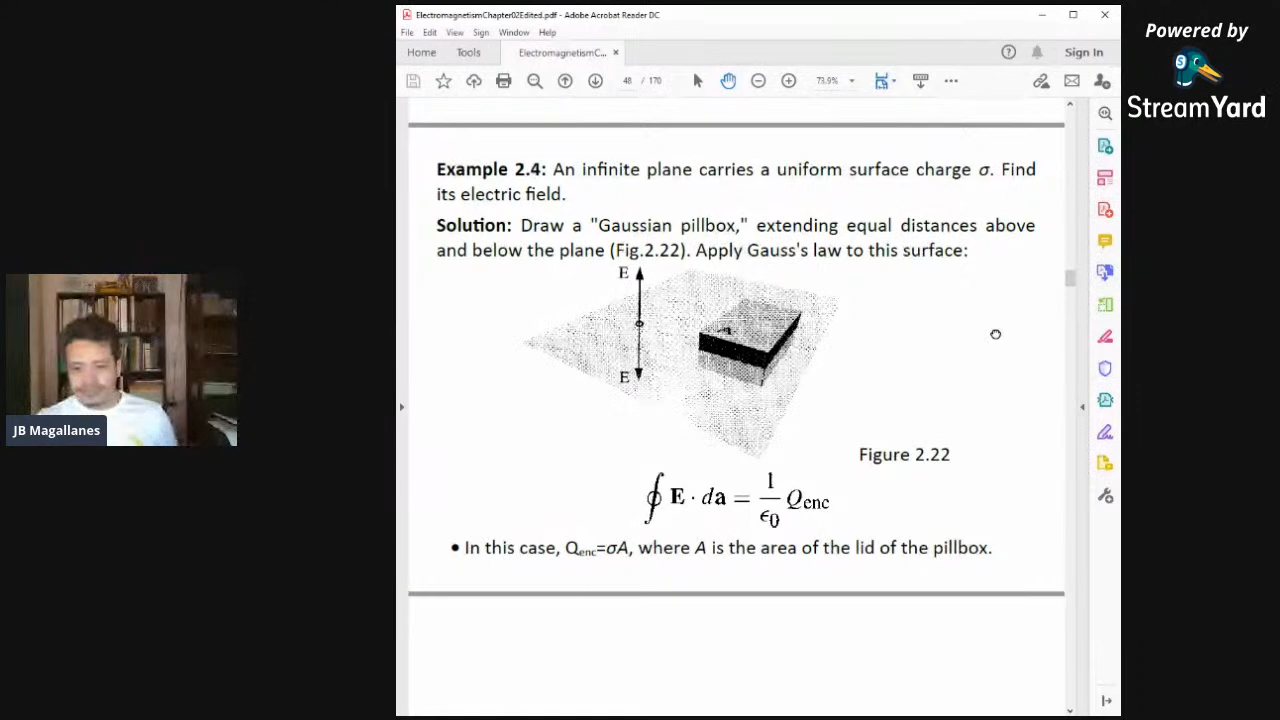 ElectromagnetismChapter02Edited.pdf - Adobe Acrobat Reader DC
File Edit View Sign Window Help
Home Tools ElectromagnetismC... × Sign In
48 / 170 73.9%
Example 2.4: An infinite plane carries a uniform surface charge σ. Find
its electric field.
Solution: Draw a "Gaussian pillbox," extending equal distances above
and below the plane (Fig.2.22). Apply Gauss's law to this surface:
E
A
E
Figure 2.22
∮ E · da = 1/ϵ0 Qenc
• In this case, Qenc=σA, where A is the area of the lid of the pillbox.
JB Magallanes
Powered by
StreamYard